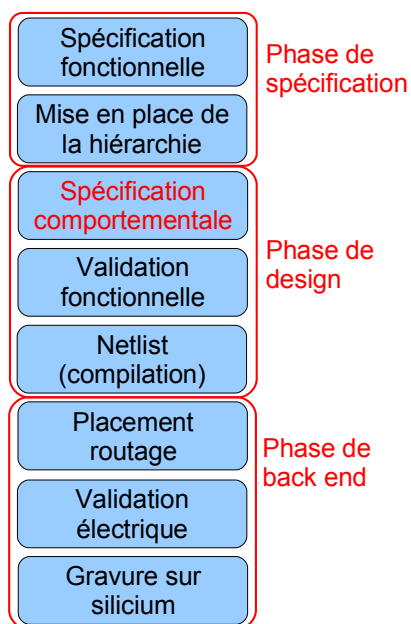 Spécification
fonctionnelle
Phase de
spécification
Mise en place de
la hiérarchie
Spécification
comportementale
Validation
fonctionnelle
Phase de
design
Netlist
(compilation)
Placement
routage
Phase de
back end
Validation
électrique
Gravure sur
silicium